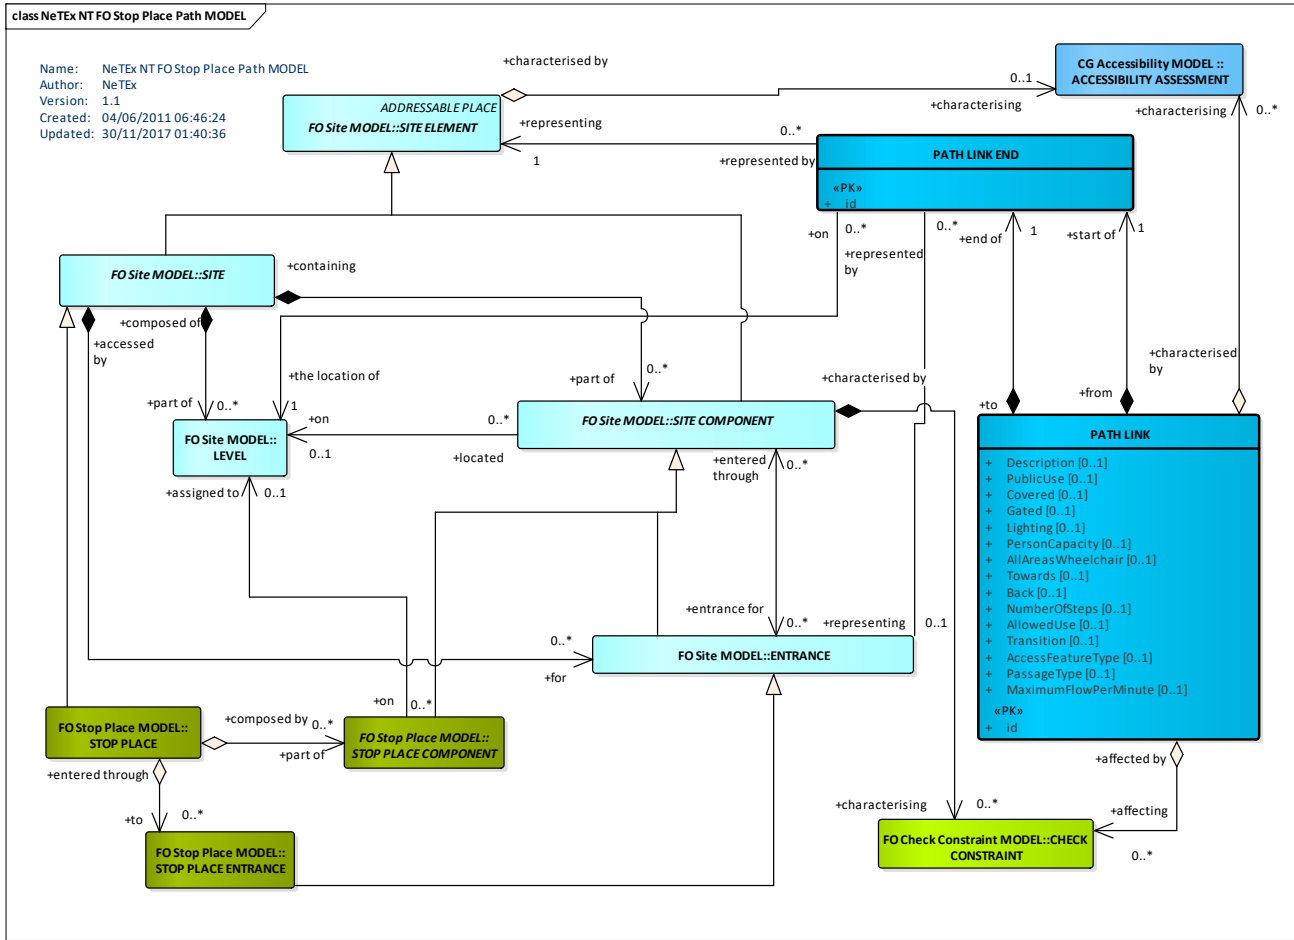 class NeTEx NT FO Stop Place Path MODEL
Name: NeTEx NT FO Stop Place Path MODEL
Author: NeTEx
Version: 1.1
Created: 04/06/2011 06:46:24
Updated: 30/11/2017 01:40:36
+characterised by
0..1
+characterising
CG Accessibility MODEL ::
ACCESSIBILITY ASSESSMENT
+characterising 0..*
ADDRESSABLE PLACE
FO Site MODEL::SITE ELEMENT
+representing
1
0..*
+represented by
PATH LINK END
«PK»
+ id
+on
0..*
+represented
by
0..*
+end of
1
+start of
1
FO Site MODEL::SITE
+containing
+composed of
+accessed
by
+the location of
1
+part of
0..*
+part of
0..*
+characterised by
+characterised
by
+to
+from
FO Site MODEL::
LEVEL
+on
0..1
0..*
+located
FO Site MODEL::SITE COMPONENT
+entered
through
0..*
+assigned to
0..1
PATH LINK
+ Description [0..1]
+ PublicUse [0..1]
+ Covered [0..1]
+ Gated [0..1]
+ Lighting [0..1]
+ PersonCapacity [0..1]
+ AllAreasWheelchair [0..1]
+ Towards [0..1]
+ Back [0..1]
+ NumberOfSteps [0..1]
+ AllowedUse [0..1]
+ Transition [0..1]
+ AccessFeatureType [0..1]
+ PassageType [0..1]
+ MaximumFlowPerMinute [0..1]
«PK»
+ id
+entrance for
0..*
+representing
0..1
0..*
+for
FO Site MODEL::ENTRANCE
+on
0..*
FO Stop Place MODEL::
STOP PLACE
+composed by
0..*
+part of
FO Stop Place MODEL::
STOP PLACE COMPONENT
+entered through
+to
0..*
FO Stop Place MODEL::
STOP PLACE ENTRANCE
+affected by
+affecting
0..*
+characterising
0..*
FO Check Constraint MODEL::CHECK
CONSTRAINT